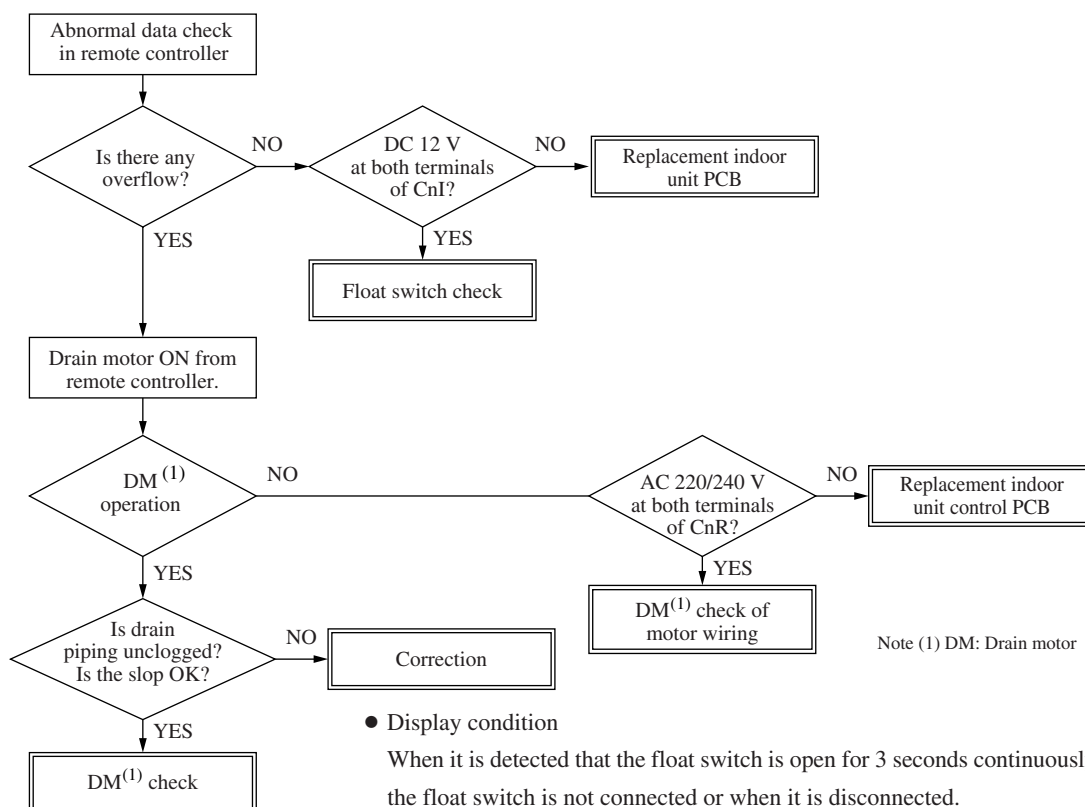 Abnormal data check
in remote controller
Is there any
overflow?
NO
DC 12 V
at both terminals
of CnI?
NO
Replacement indoor
unit PCB
YES
YES
Float switch check
Drain motor ON from
remote controller.
DM(1)
operation
NO
AC 220/240 V
at both terminals
of CnR?
NO
Replacement indoor
unit control PCB
YES
YES
DM(1) check of
motor wiring
Note (1) DM: Drain motor
Is drain
piping unclogged?
Is the slop OK?
NO
Correction
YES
DM(1) check
● Display condition
When it is detected that the float switch is open for 3 seconds continuousl
the float switch is not connected or when it is disconnected.